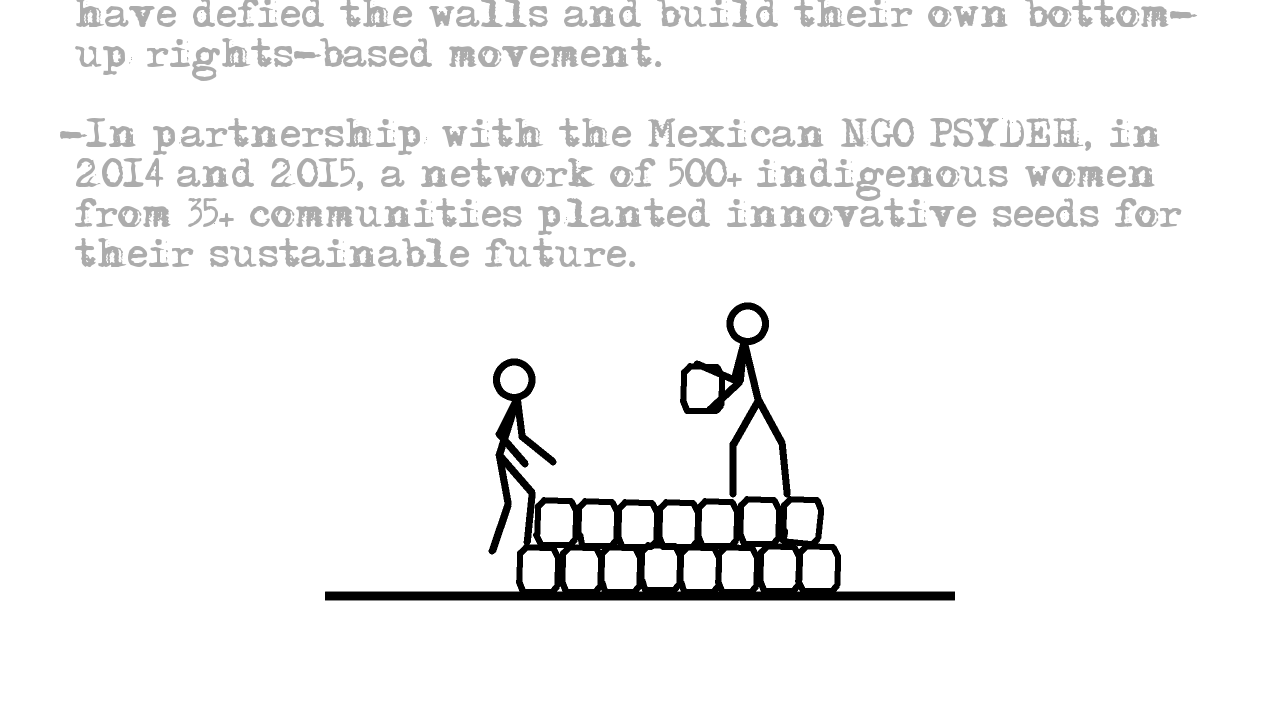 have defied the walls and build their own bottom-
up rights-based movement.
-In partnership with the Mexican NGO PSYDEH, in
2014 and 2015, a network of 500+ indigenous women
from 35+ communities planted innovative seeds for
their sustainable future.